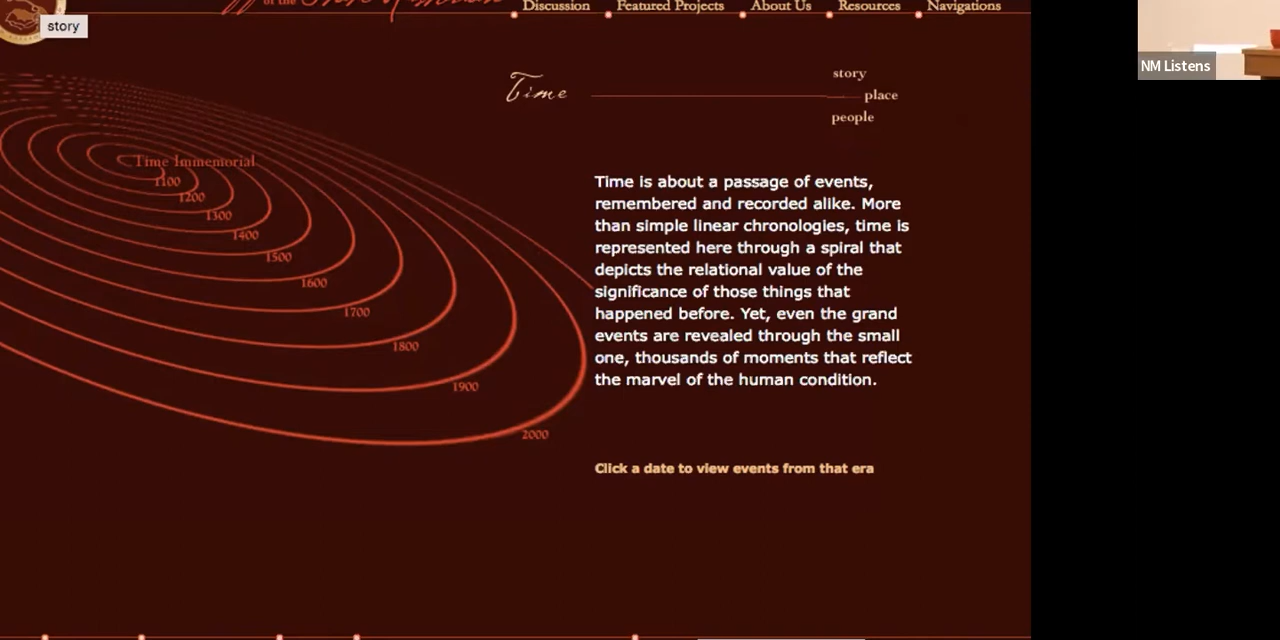 of the
Discussion
Featured Projects
About Us
Resources
Navigations
story
NM Listens
Time
story
place
people
Time Immemorial
1100
1200
1300
1400
1500
1600
1700
1800
1900
2000
Time is about a passage of events,
remembered and recorded alike. More
than simple linear chronologies, time is
represented here through a spiral that
depicts the relational value of the
significance of those things that
happened before. Yet, even the grand
events are revealed through the small
one, thousands of moments that reflect
the marvel of the human condition.
Click a date to view events from that era